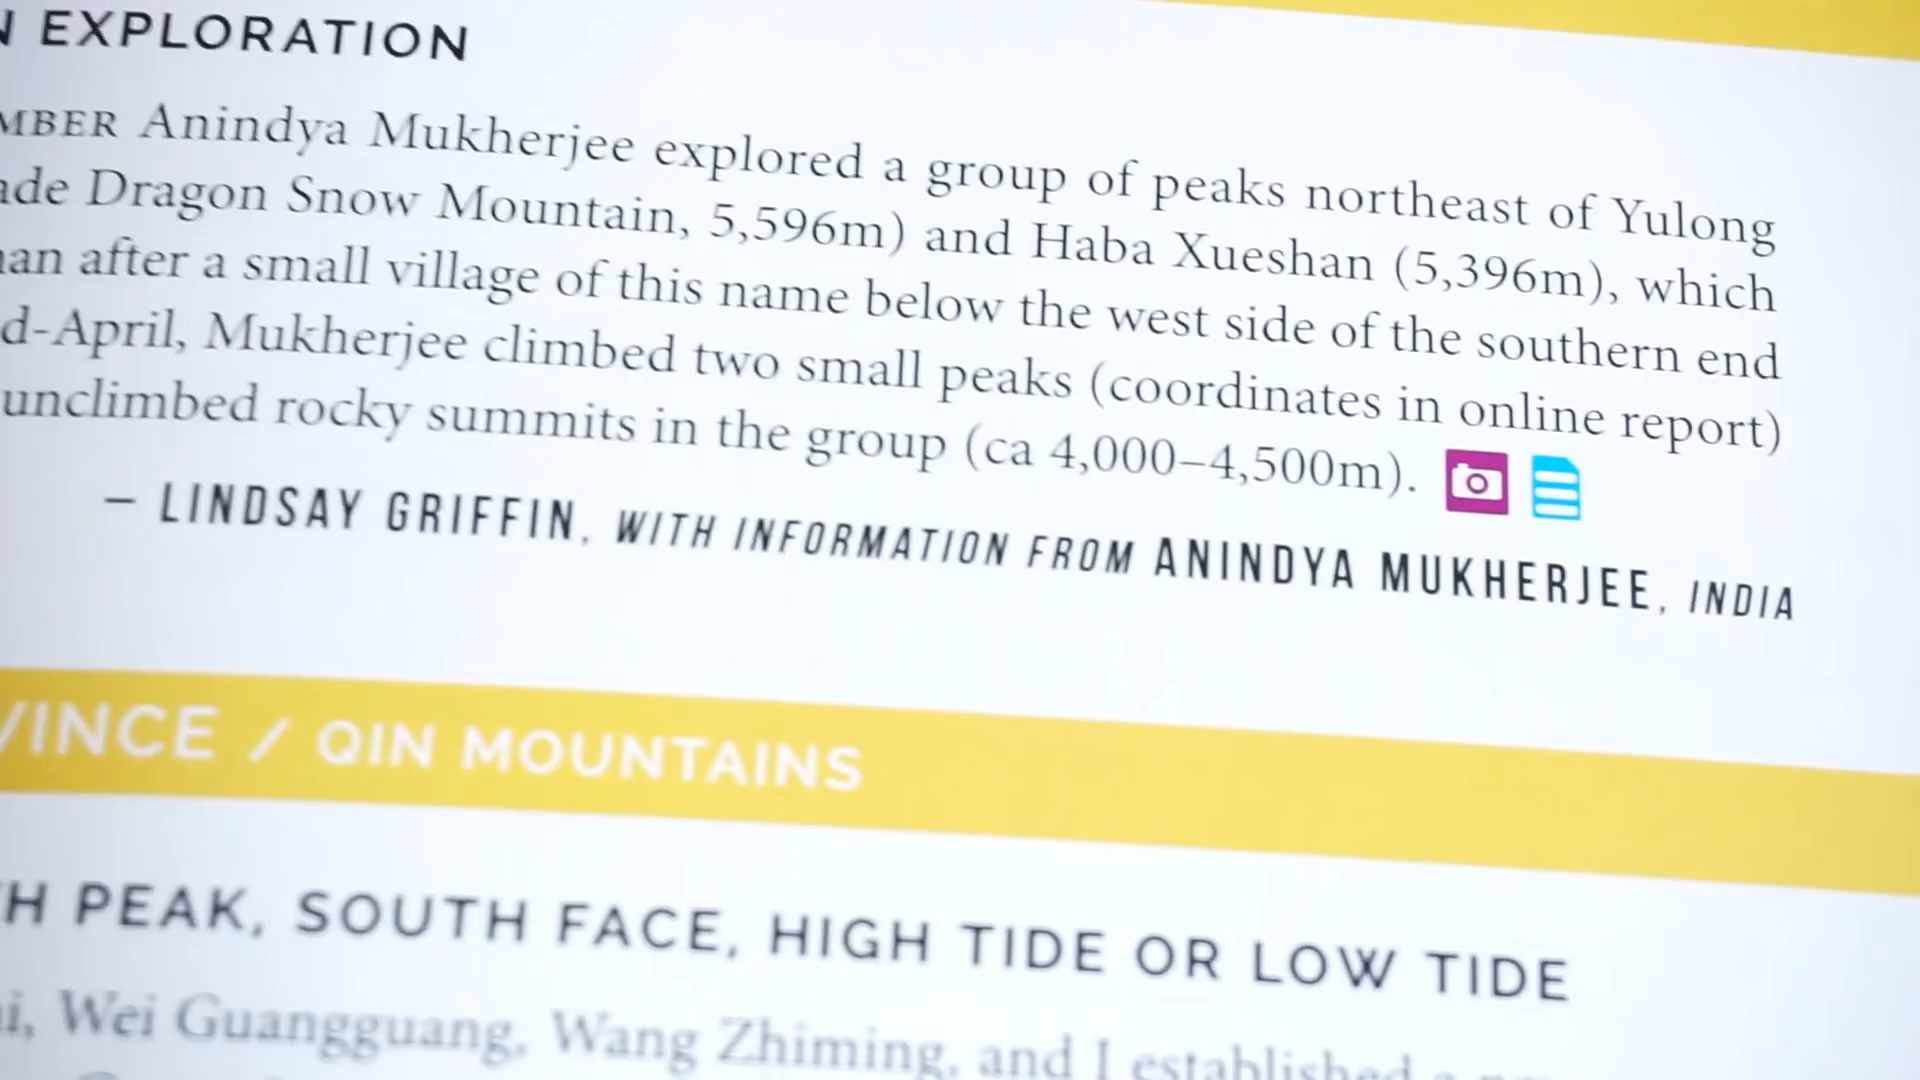 EXPLORATION
Anindya Mukherjee explored a group of peaks northeast of Yulong
Dragon Snow Mountain, 5,596m) and Haba Xueshan (5,396m), which
after a small village of this name below the west side of the southern end
d-April, Mukherjee climbed two small peaks (coordinates in online report)
unclimbed rocky summits in the group (ca 4,000–4,500m).
– LINDSAY GRIFFIN, WITH INFORMATION FROM ANINDYA MUKHERJEE, INDIA
VINCE / QIN MOUNTAINS
H PEAK, SOUTH FACE, HIGH TIDE OR LOW TIDE
Wei Guangguang, Wang Zhiming, and I established a